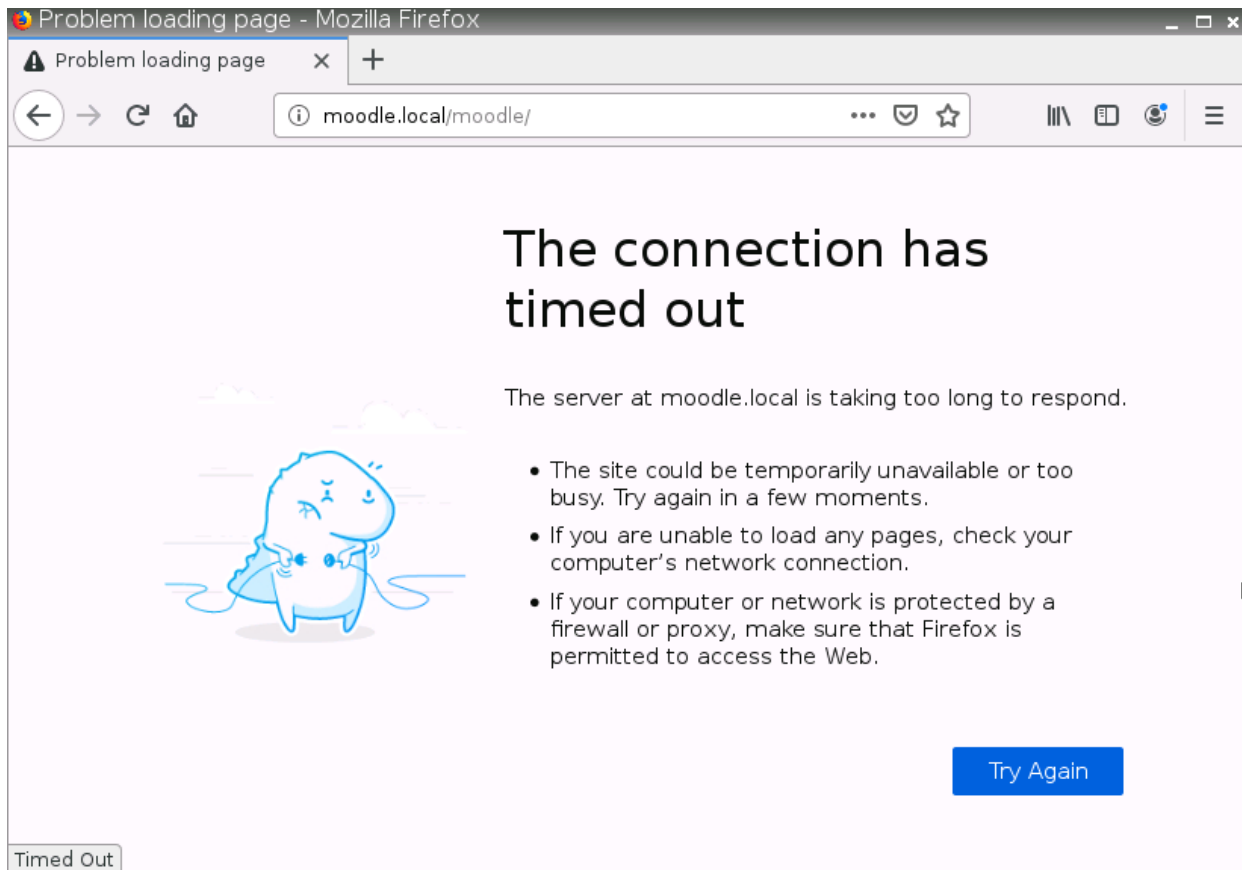 Problem loading page - Mozilla Firefox
Problem loading page
moodle.local/moodle/
The connection has
timed out
The server at moodle.local is taking too long to respond.
• The site could be temporarily unavailable or too
busy. Try again in a few moments.
• If you are unable to load any pages, check your
computer’s network connection.
• If your computer or network is protected by a
firewall or proxy, make sure that Firefox is
permitted to access the Web.
Try Again
Timed Out